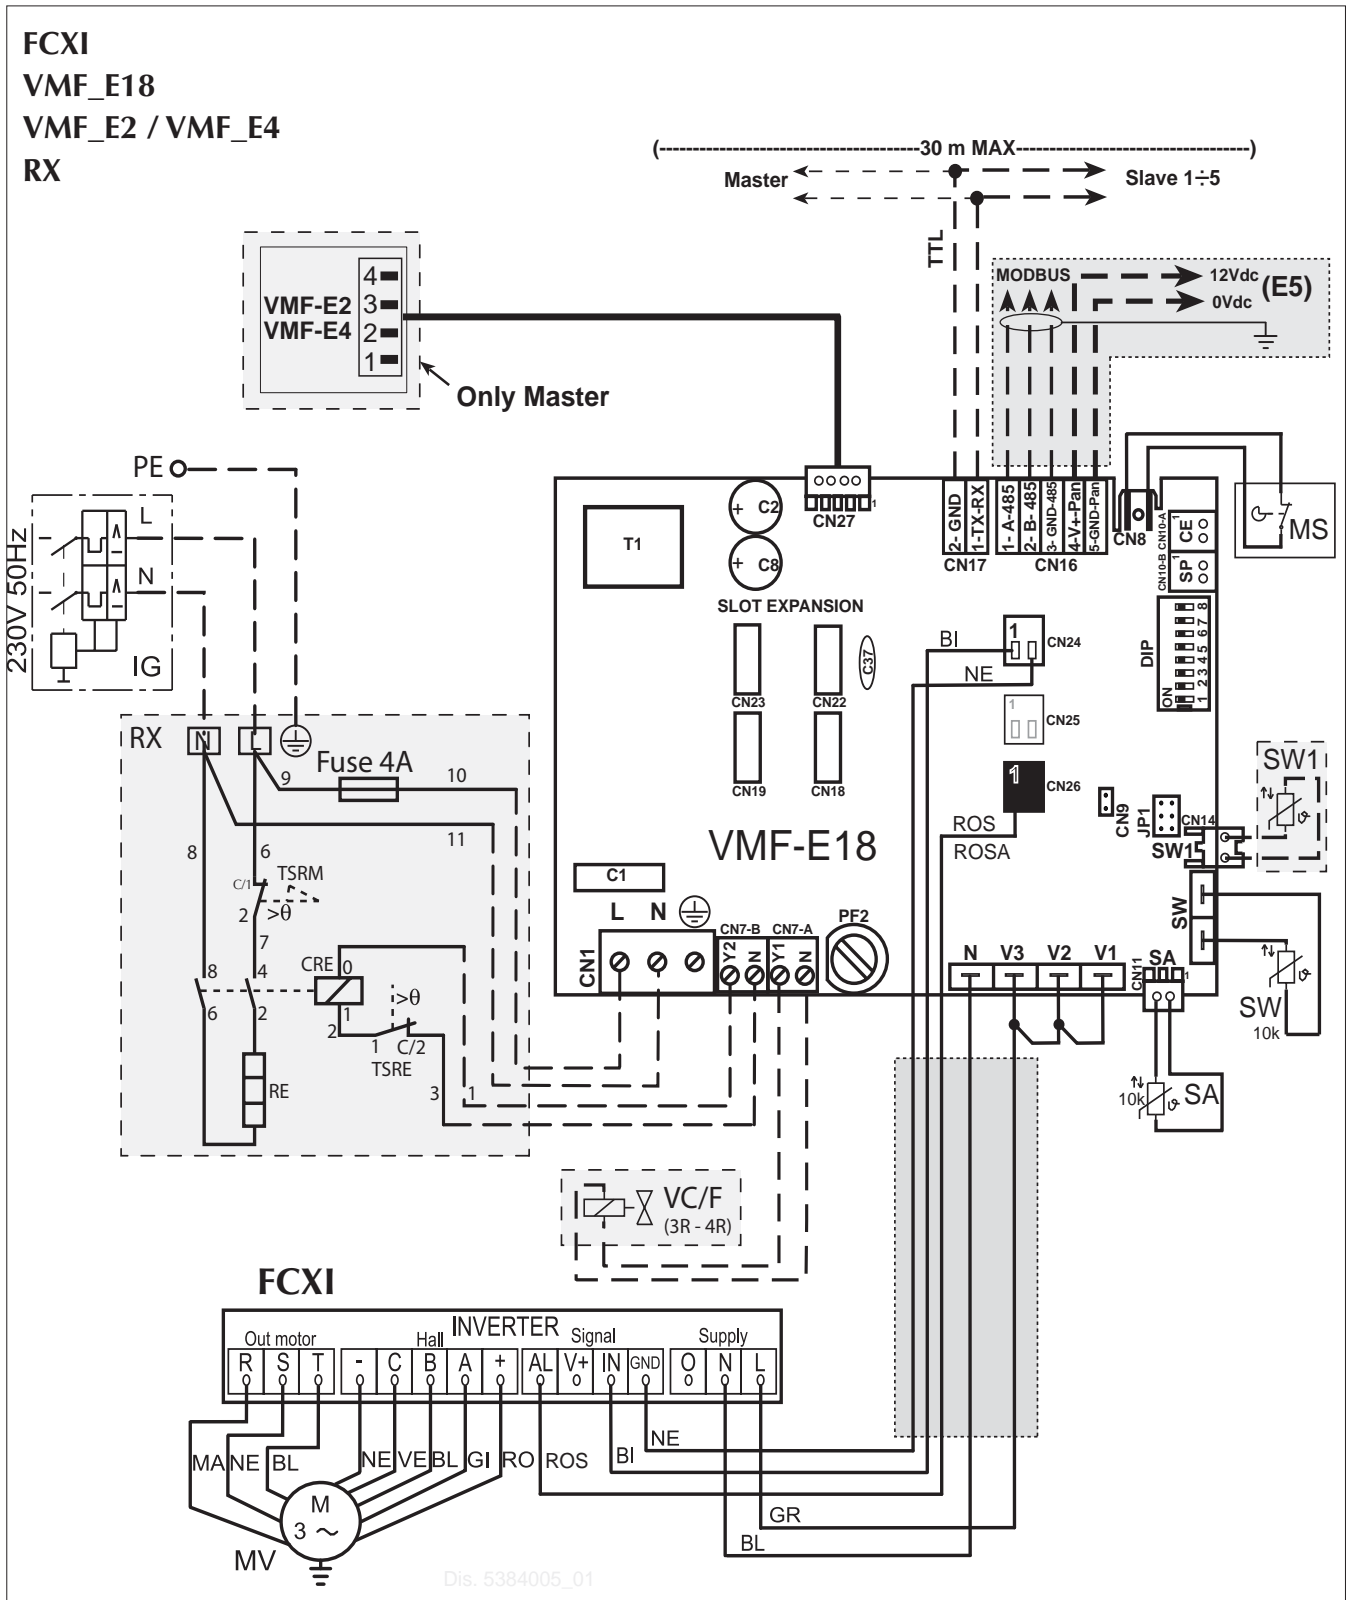 FCXI
VMF_E18
VMF_E2 / VMF_E4
RX
(------30 m MAX------)
Master
Slave 1÷5
TTL
MODBUS
12Vdc
0Vdc
(E5)
VMF-E2
VMF-E4
4
3
2
1
Only Master
PE
L
N
IG
230V 50Hz
T1
+ C2
+ C8
CN27
1
2- GND
1-TX-RX
CN17
1- A-485
2- B- 485
3- GND-485
4-V+-Pan
5-GND-Pan
CN16
CN8
CN10-A
CE
1
CN10-B
SP
1
MS
SLOT EXPANSION
CN23
CN22
C37
CN19
CN18
BI
1
CN24
NE
1
CN25
1
CN26
ROS
ROSA
DIP
ON
1 2 3 4 5 6 7 8
CN9
JP1
CN14
SW1
SW1
VMF-E18
RX
N
L
Fuse 4A
9
10
11
8
6
C/1
TSRM
2
>θ
7
8
4
CRE
0
6
2
1
2
>θ
1
C/2
TSRE
3
1
RE
C1
L N
CN1
CN7-B
Y2
N
CN7-A
Y1
N
PF2
N V3 V2 V1
CN11
SA
1
SW
SW
10k
10k
SA
VC/F
(3R - 4R)
FCXI
INVERTER
Out motor
Hall
Signal
Supply
R S T
- C B A +
AL V+ IN GND
O N L
MA NE BL
NE VE BL GI RO ROS
BI
NE
GR
BL
M
3 ~
MV
Dis. 5384005_01